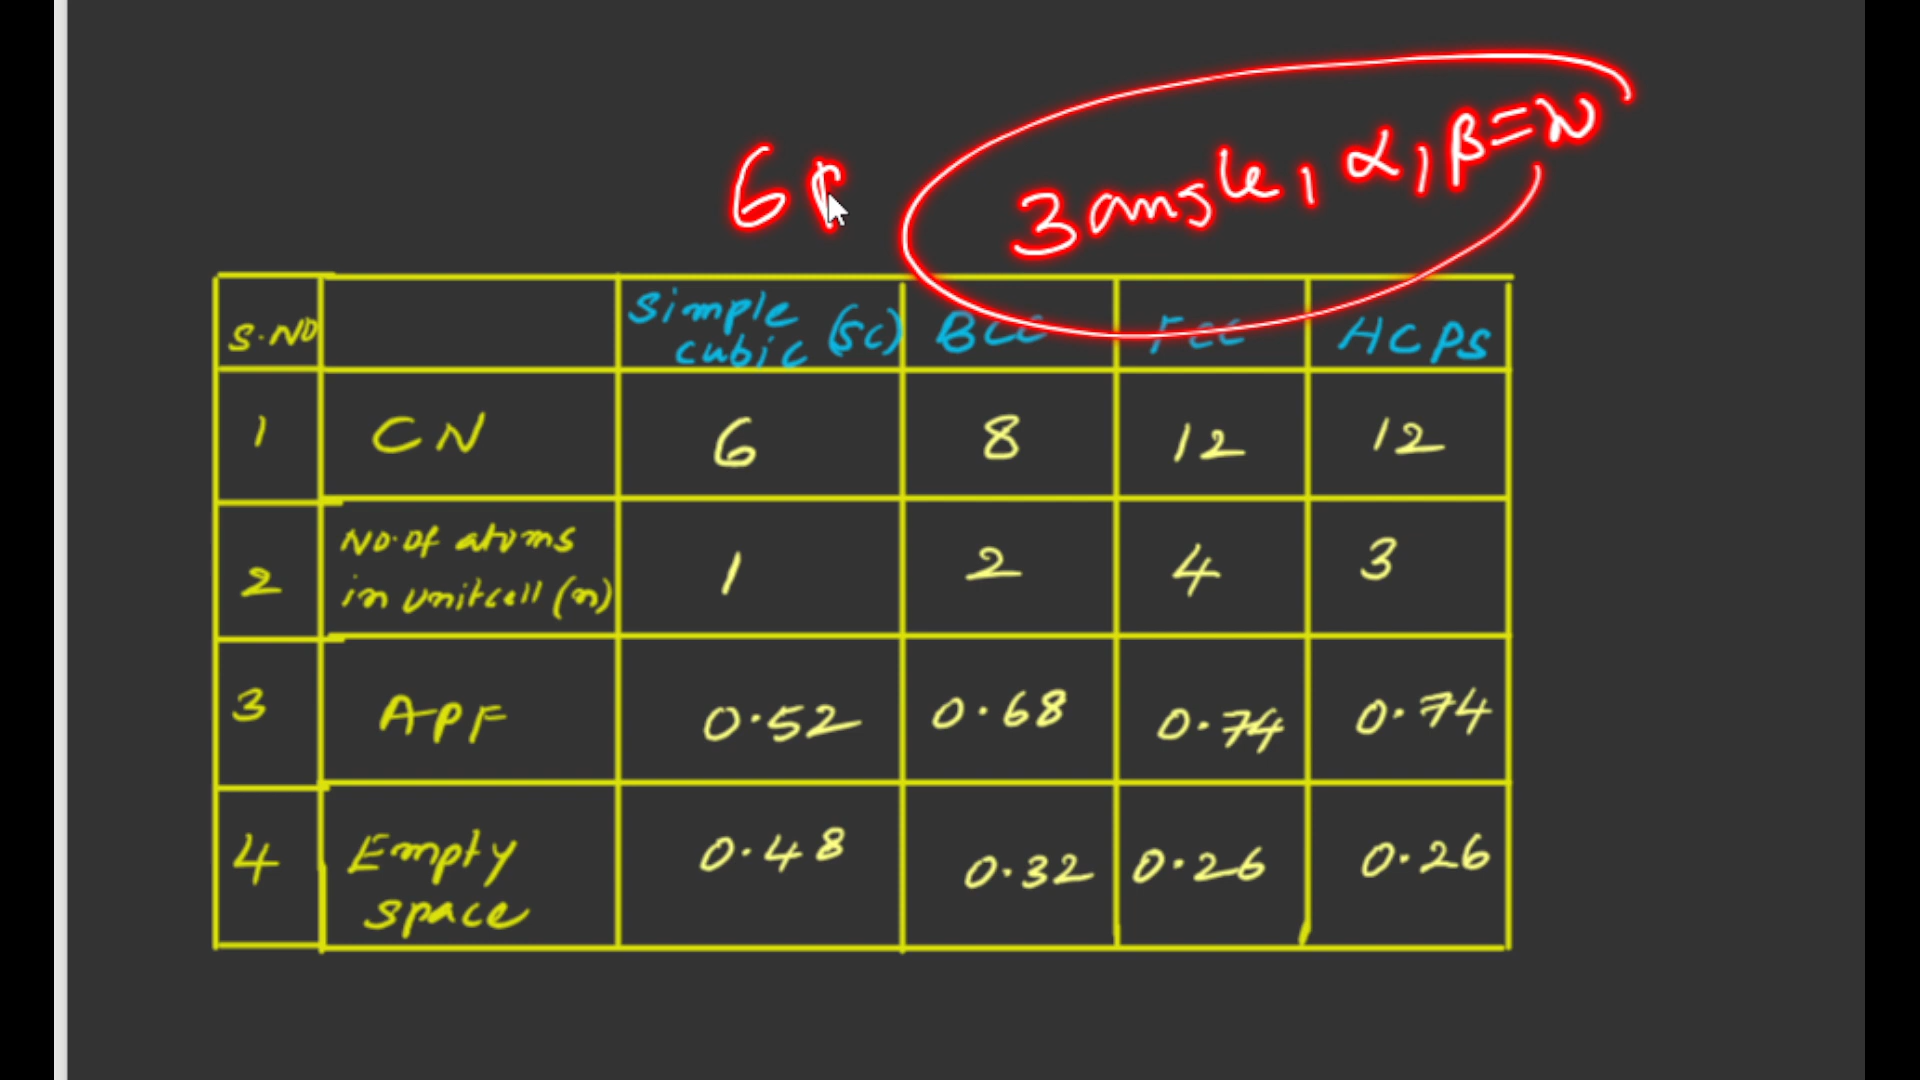 3 angle, α, β=γ
6
S.NO Simple cubic (SC) BCC FCC HCPS
1 CN 6 8 12 12
2 NO.Of atoms in unitcell (n) 1 2 4 3
3 APF 0.52 0.68 0.74 0.74
4 Empty space 0.48 0.32 0.26 0.26